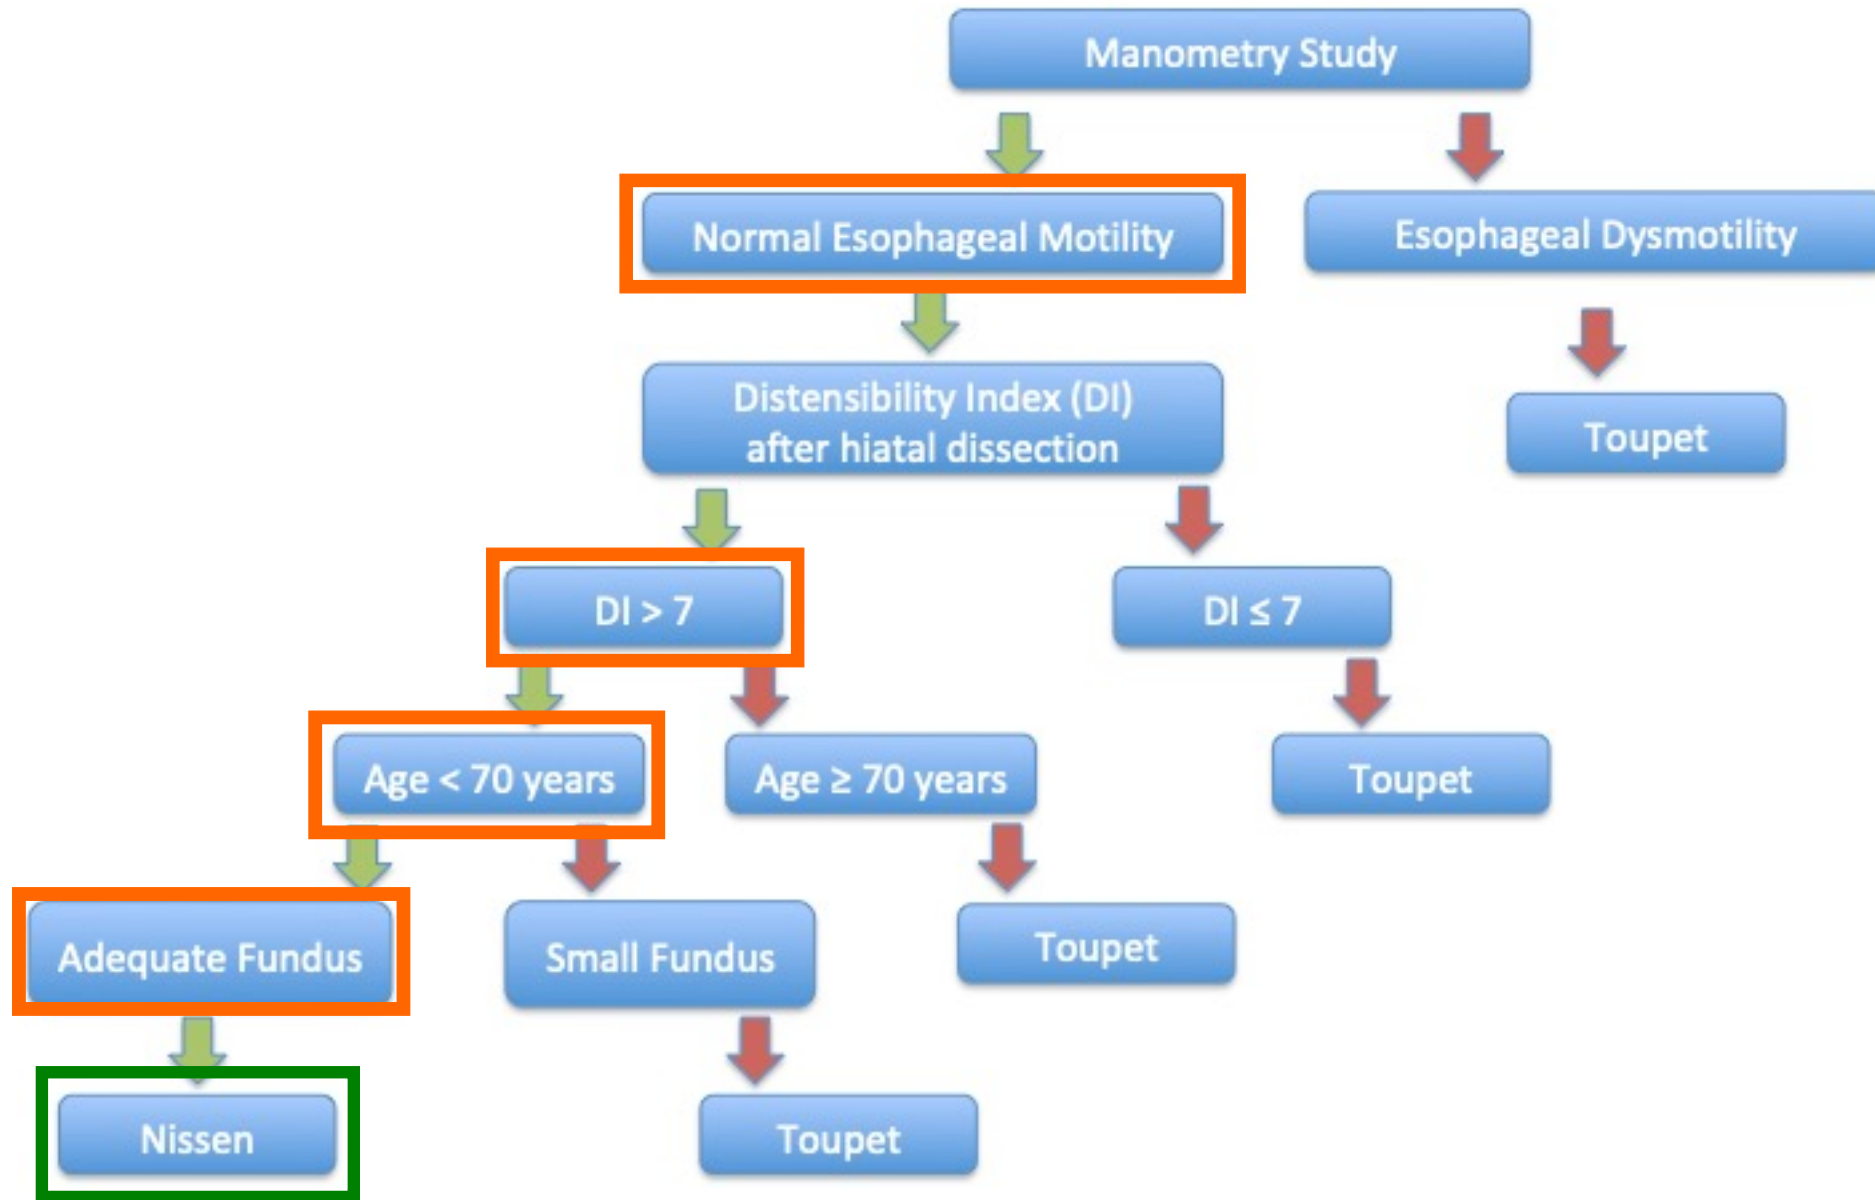 Manometry Study
Normal Esophageal Motility
Esophageal Dysmotility
Distensibility Index (DI)
after hiatal dissection
Toupet
DI > 7
DI ≤ 7
Age < 70 years
Age ≥ 70 years
Toupet
Adequate Fundus
Small Fundus
Toupet
Nissen
Toupet